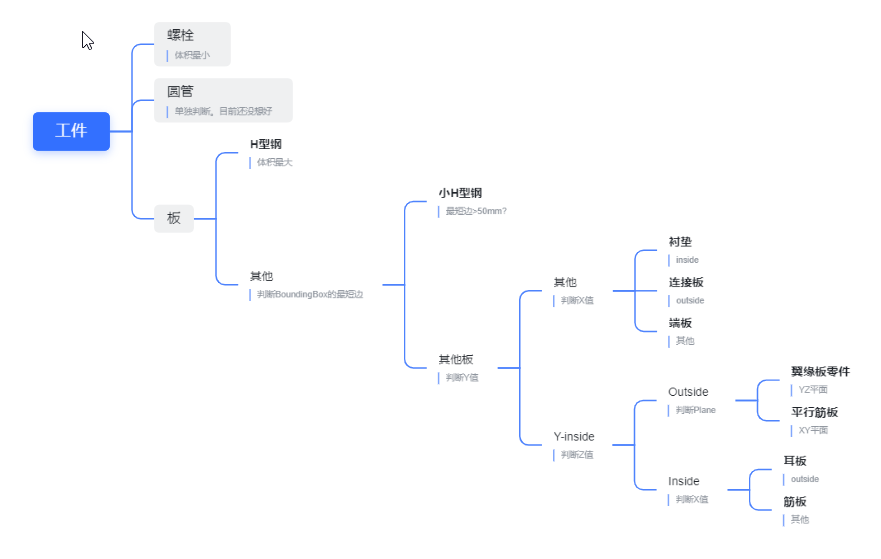 工件
螺栓
体积最小
圆管
单独判断，目前还没想好
板
H型钢
体积最大
其他
判断BoundingBox的最短边
小H型钢
最短边>50mm?
其他板
判断Y值
其他
判断X值
衬垫
inside
连接板
outside
端板
其他
Y-inside
判断Z值
Outside
判断Plane
翼缘板零件
YZ平面
平行筋板
XY平面
Inside
判断X值
耳板
outside
筋板
其他